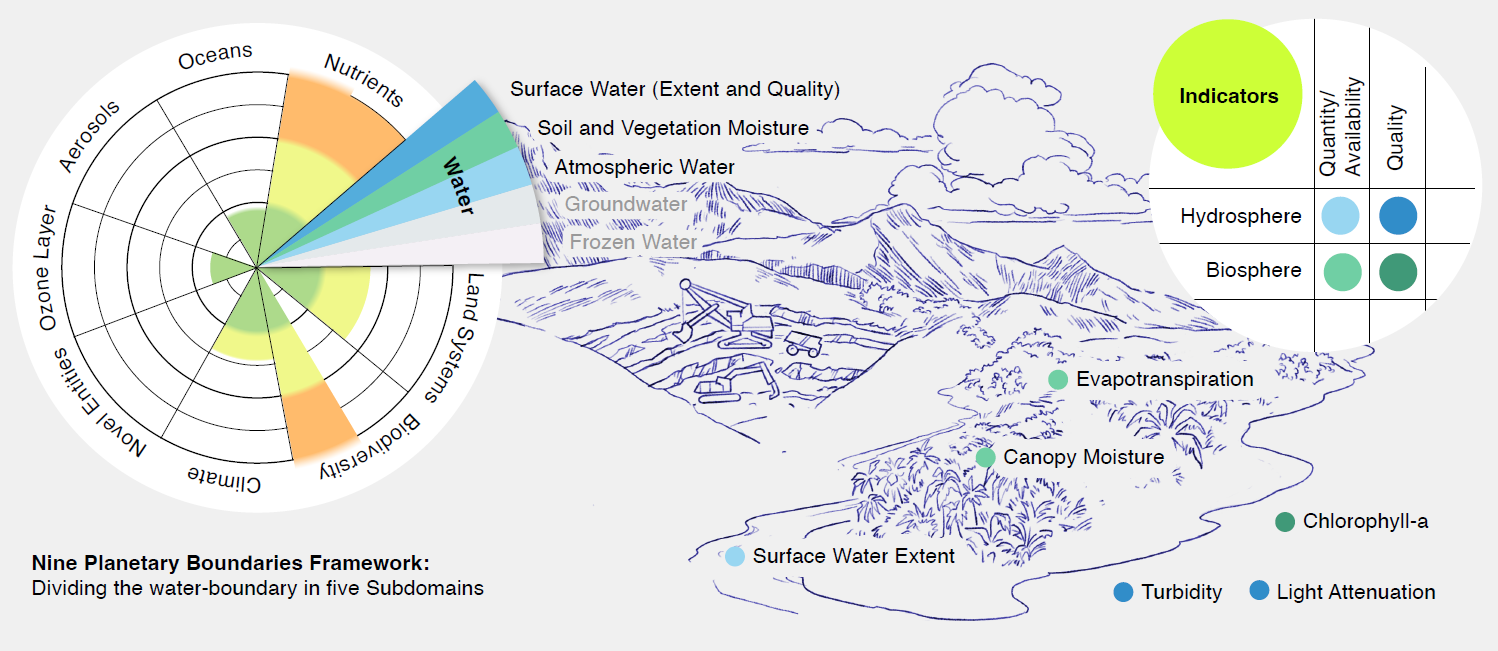 Oceans
Nutrients
Aerosols
Ozone Layer
Novel Entities
Climate
Biodiversity
Land Systems
Water
Surface Water (Extent and Quality)
Soil and Vegetation Moisture
Atmospheric Water
Groundwater
Frozen Water
Indicators
Quantity/
Availability
Quality
Hydrosphere
Biosphere
Evapotranspiration
Canopy Moisture
Chlorophyll-a
Surface Water Extent
Turbidity
Light Attenuation
Nine Planetary Boundaries Framework:
Dividing the water-boundary in five Subdomains